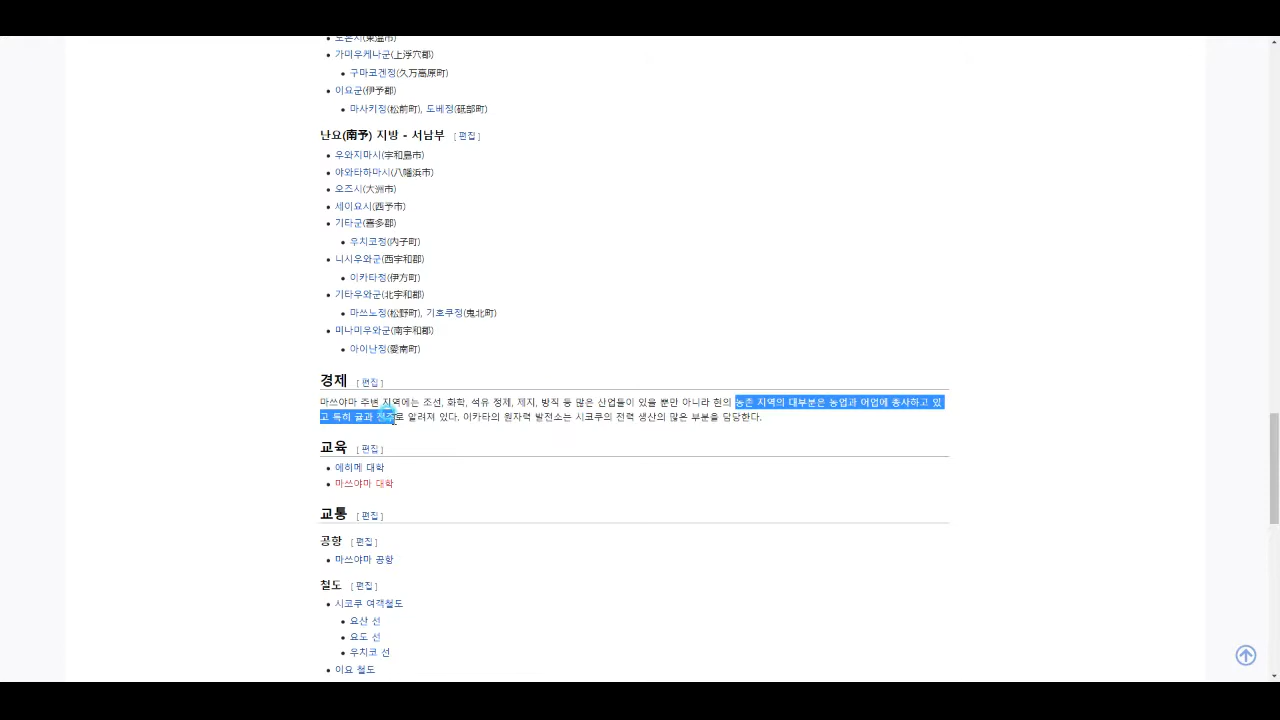 도온시(東温市)
가미우케나군(上浮穴郡)
구마코겐정(久万高原町)
이요군(伊予郡)
마사키정(松前町), 도베정(砥部町)
난요(南予) 지방 - 서남부 [편집]
우와지마시(宇和島市)
야와타하마시(八幡浜市)
오즈시(大洲市)
세이요시(西予市)
기타군(喜多郡)
우치코정(内子町)
니시우와군(西宇和郡)
이카타정(伊方町)
기타우와군(北宇和郡)
마쓰노정(松野町), 기호쿠정(鬼北町)
미나미우와군(南宇和郡)
아이난정(愛南町)
경제 [편집]
마쓰야마 주변 지역에는 조선, 화학, 석유 정제, 제지, 방직 등 많은 산업들이 있을 뿐만 아니라 현의 농촌 지역의 대부분은 농업과 어업에 종사하고 있
고 특히 귤과 진주로 알려져 있다. 이카타의 원자력 발전소는 시코쿠의 전력 생산의 많은 부분을 담당한다.
교육 [편집]
에히메 대학
마쓰야마 대학
교통 [편집]
공항 [편집]
마쓰야마 공항
철도 [편집]
시코쿠 여객철도
요산 선
요도 선
우치코 선
이요 철도